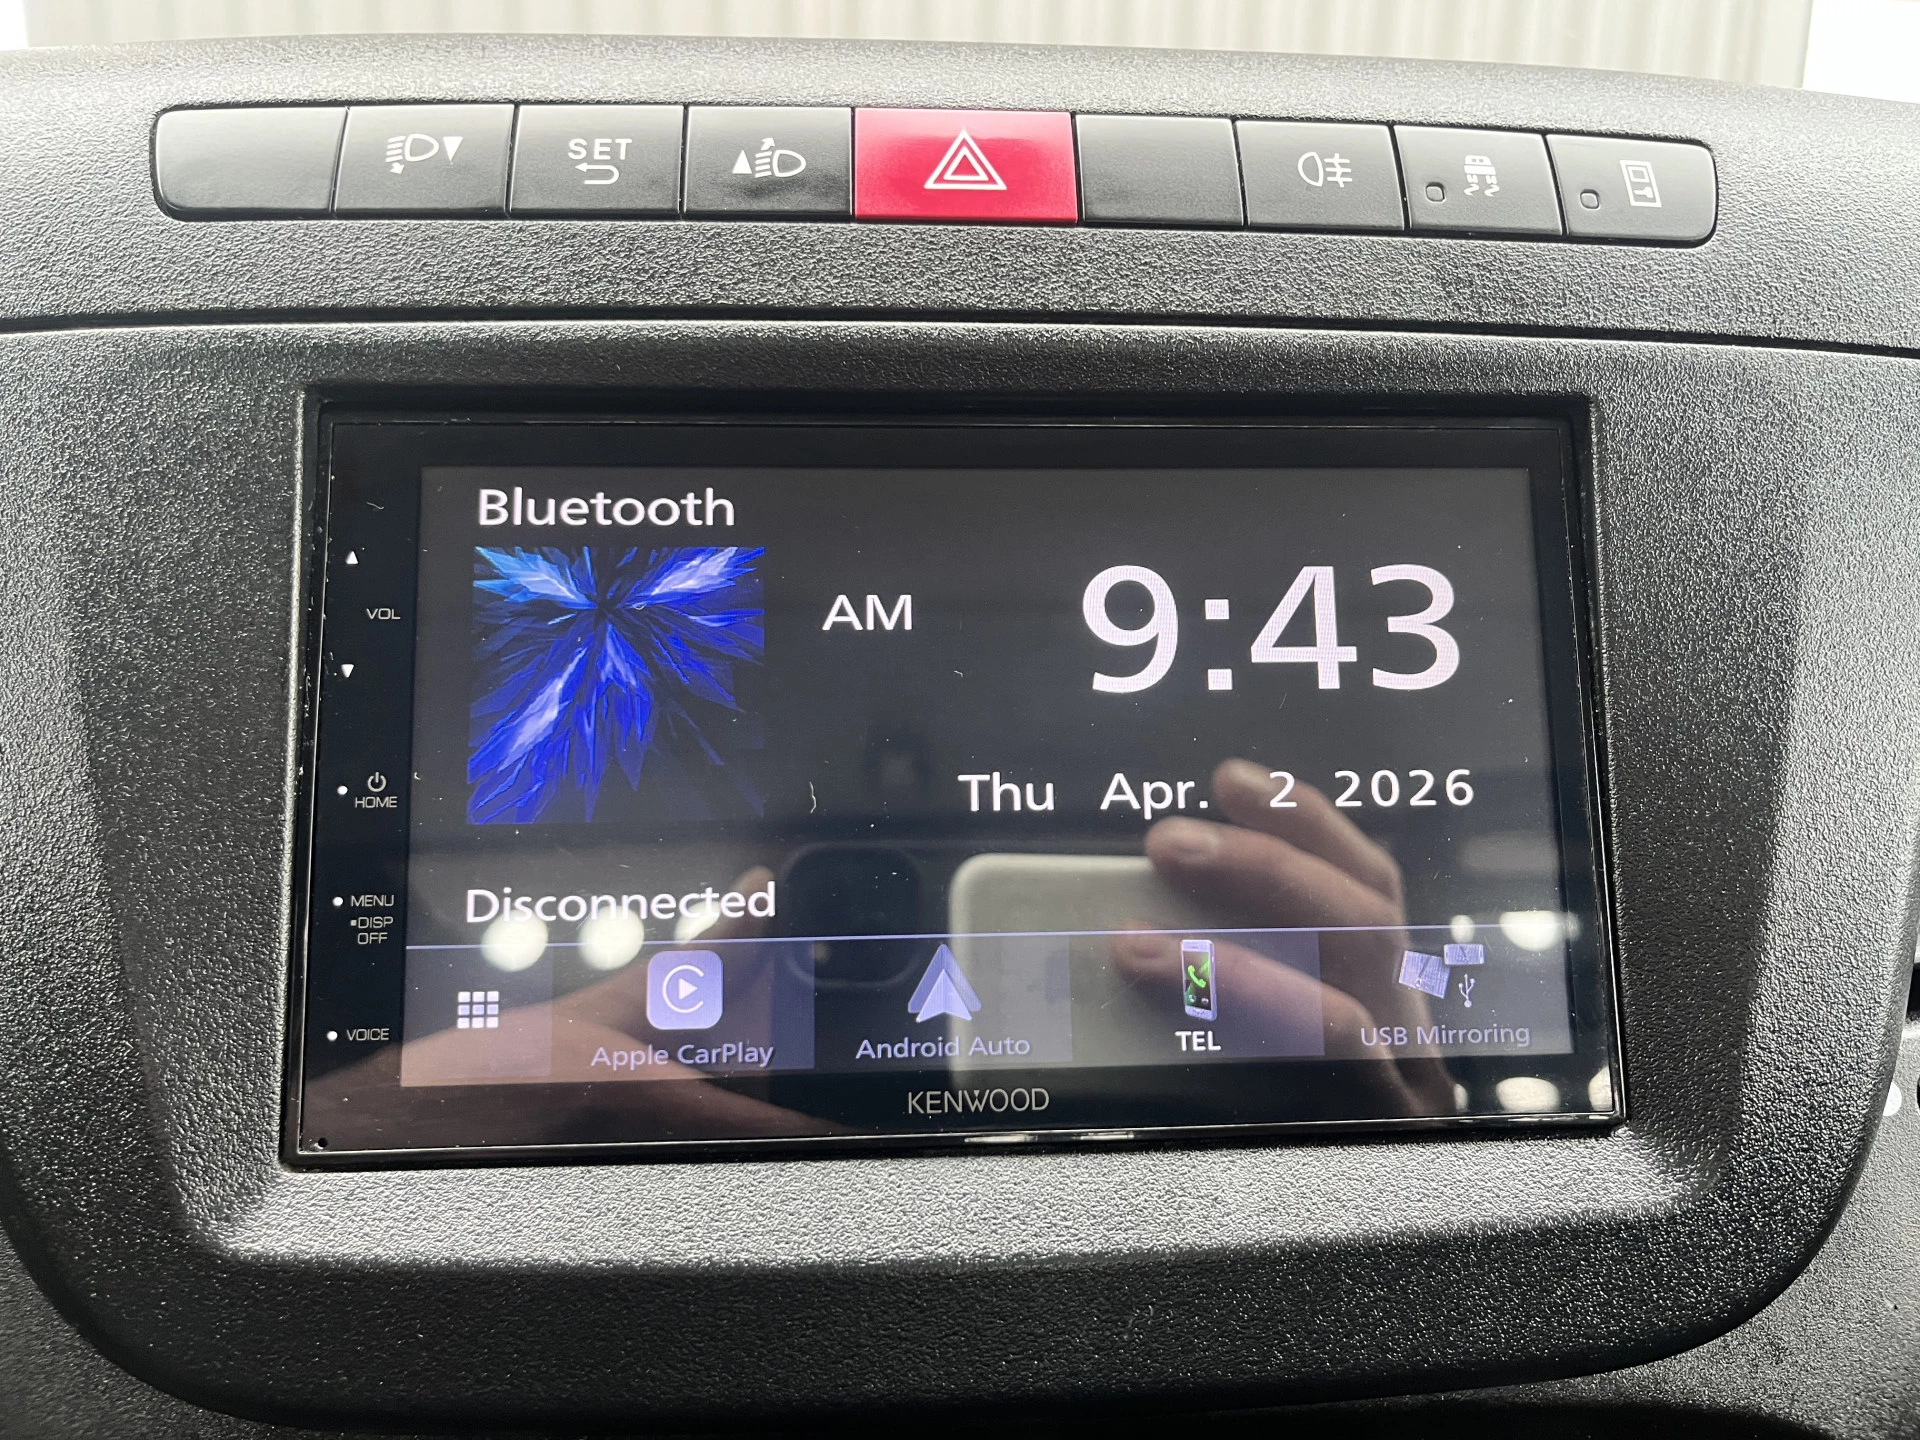 SET
Bluetooth
VOL
AM 9:43
HOME
Thu Apr. 2 2026
MENU
▪DISP
OFF
Disconnected
VOICE
Apple CarPlay
Android Auto
TEL
USB Mirroring
KENWOOD